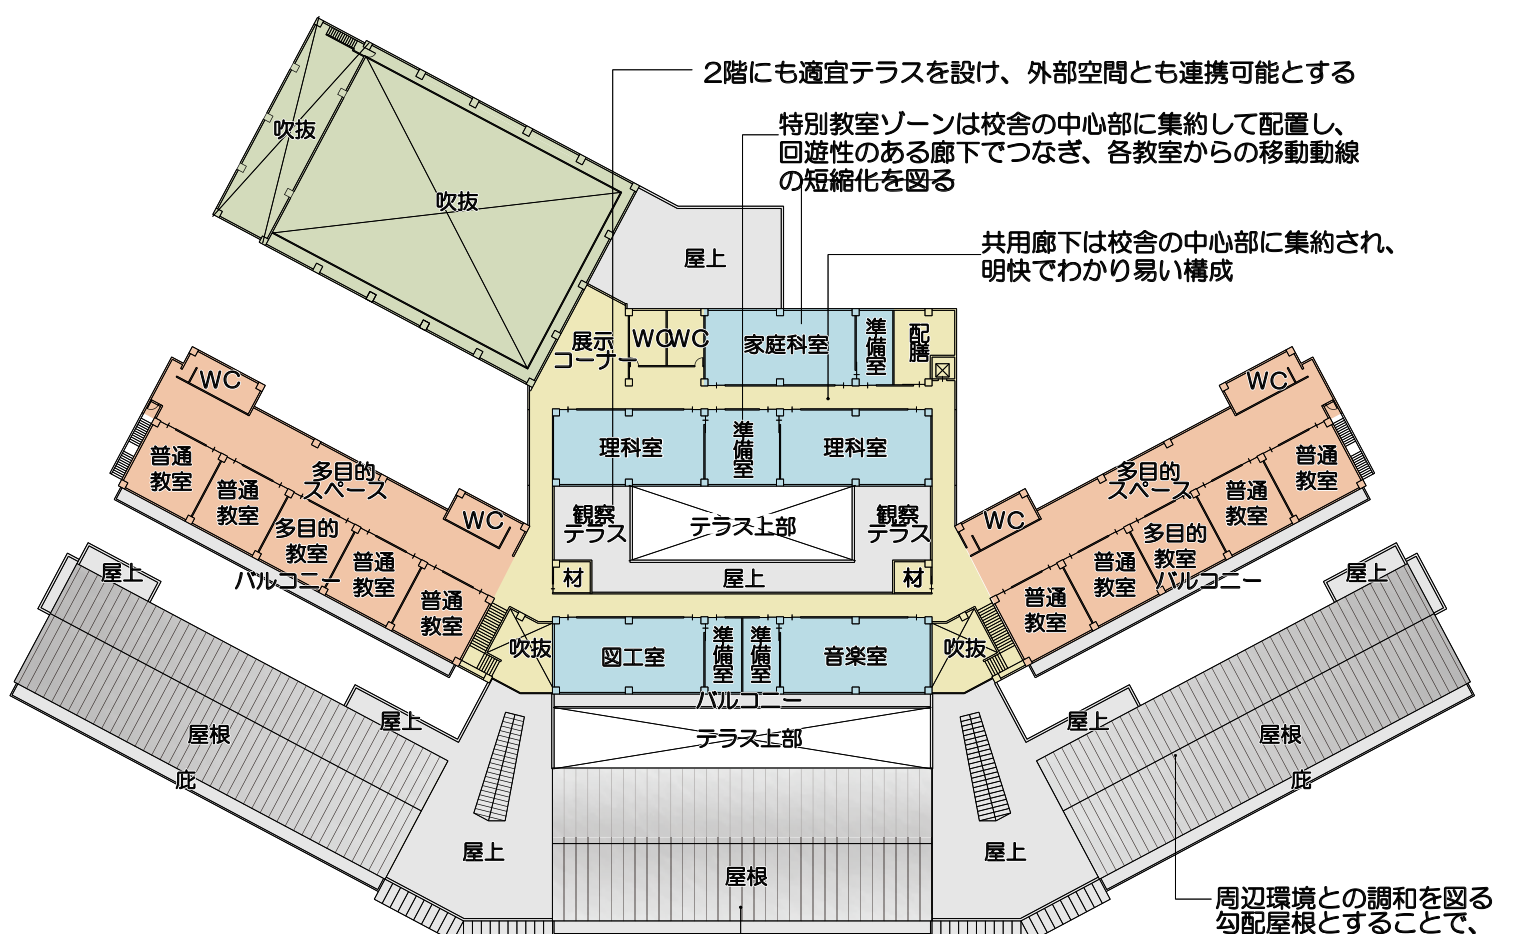 2階にも適宜テラスを設け、外部空間とも連携可能とする
特別教室ゾーンは校舎の中心部に集約して配置し、
回遊性のある廊下でつなぎ、各教室からの移動動線
の短縮化を図る
共用廊下は校舎の中心部に集約され、
明快でわかり易い構成
吹抜
吹抜
屋上
展示
コーナー
WC
WC
家庭科室
準備室
配膳
WC
普通
教室
普通
教室
多目的
スペース
多目的
教室
普通
教室
普通
教室
WC
バルコニー
理科室
準備室
理科室
観察
テラス
テラス上部
観察
テラス
材
屋上
材
WC
WC
多目的
スペース
普通
教室
普通
教室
多目的
教室
普通
教室
普通
教室
バルコニー
吹抜
図工室
準備室
準備室
音楽室
吹抜
バルコニー
テラス上部
屋上
屋上
屋根
庇
屋上
屋根
屋上
屋上
屋上
屋根
庇
周辺環境との調和を図る
勾配屋根とすることで、